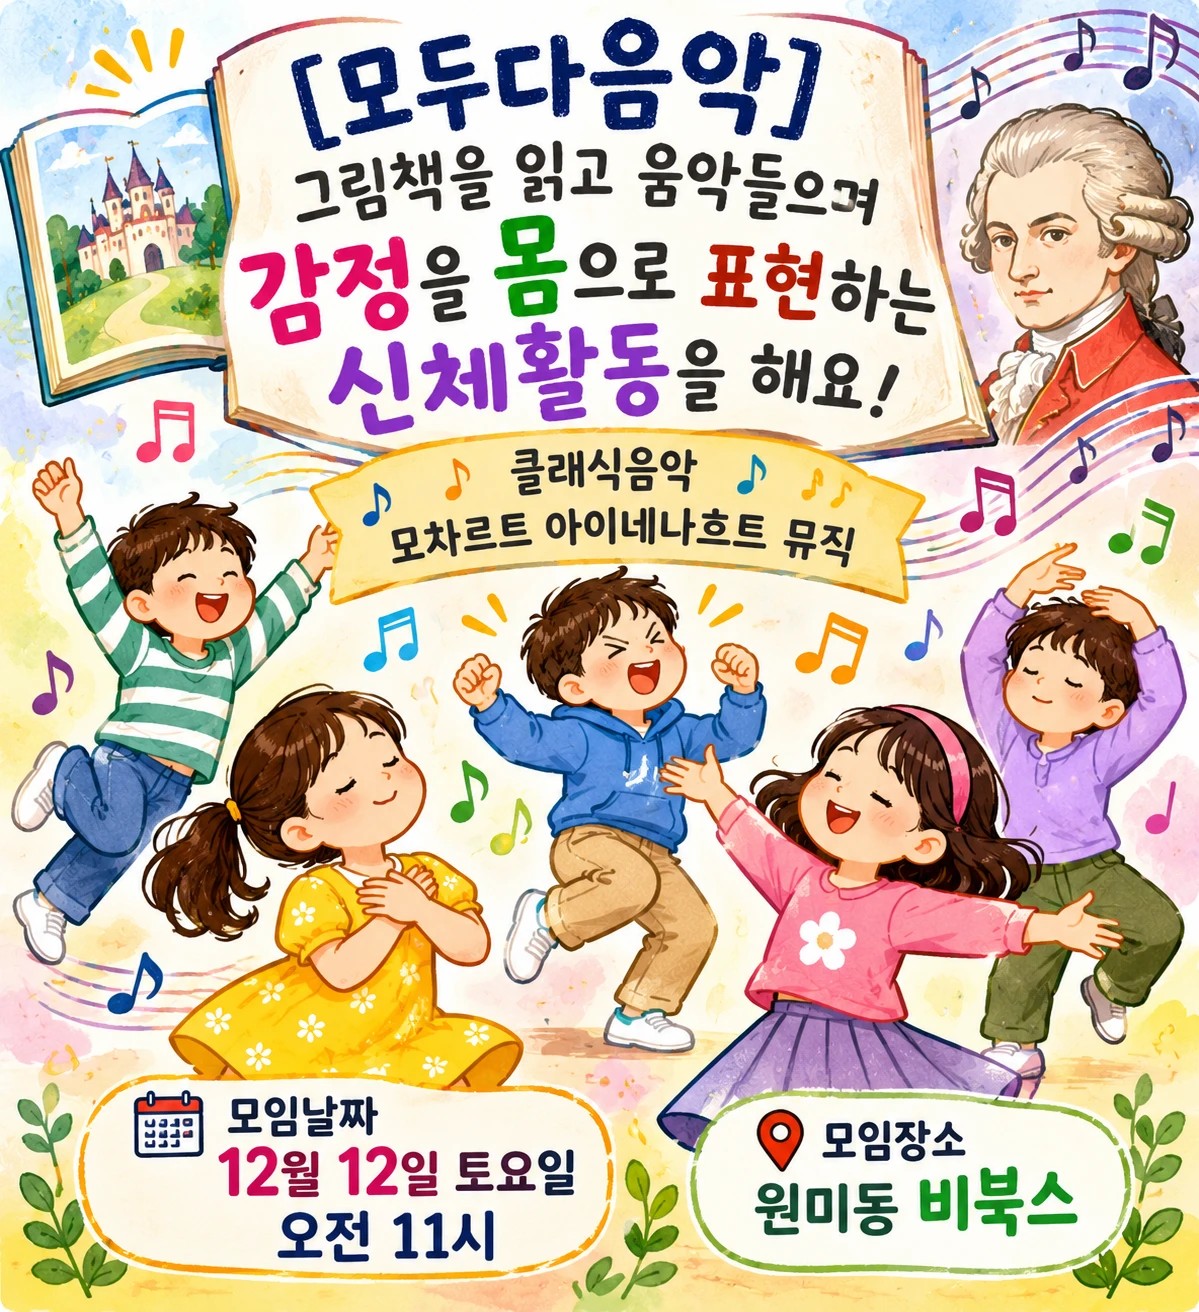 [모두다음악]
그림책을 읽고 움악들으며
감정을 몸으로 표현하는
신체활동을 해요!
클래식음악
모차르트 아이네나흐트 뮤직
모임날짜
12월 12일 토요일
오전 11시
모임장소
원미동 비북스